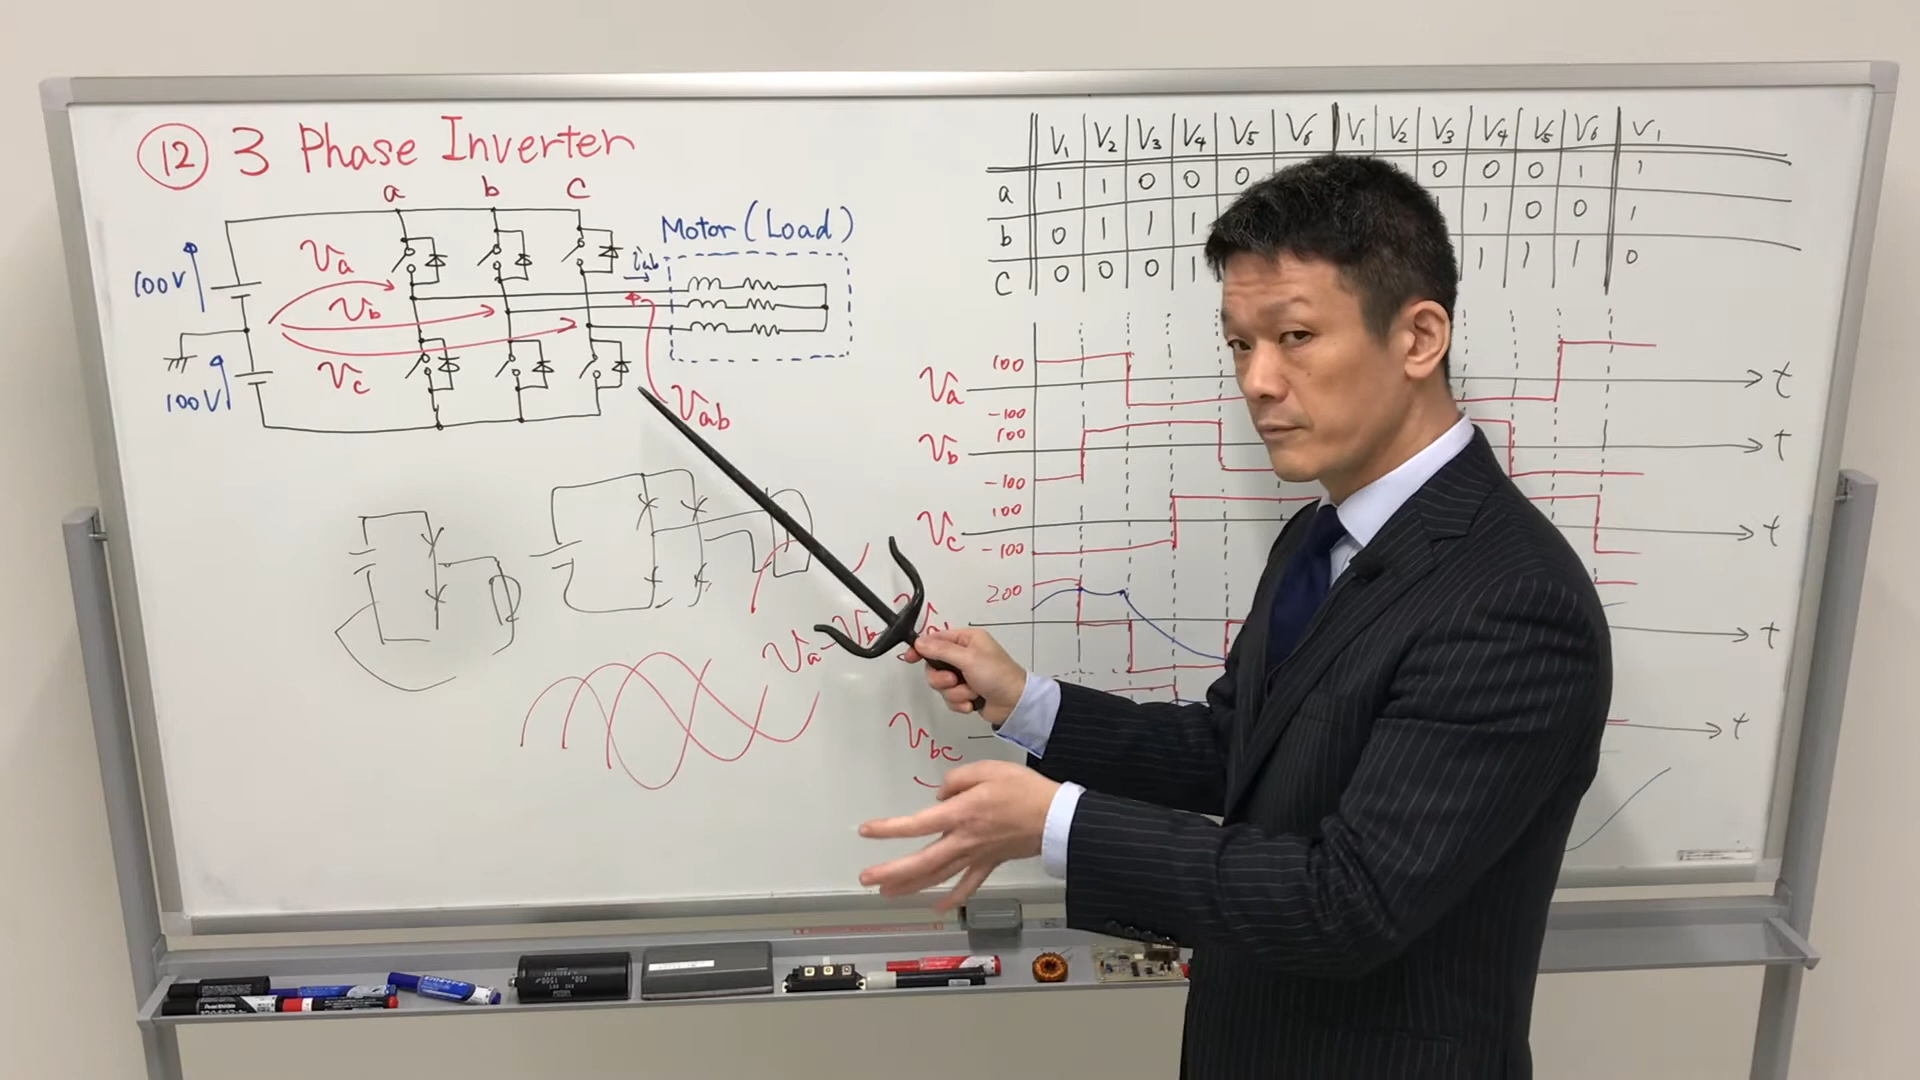 12 3 Phase Inverter
a b c
Motor (Load)
100V
Va
iab
Vb
Vc
100V
Vab
Va Vb
V1 V2 V3 V4 V5 V6 V1 V2 V3 V4 V5 V6 V1
a 1 1 0 0 0 0 0 0 1 1
b 0 1 1 1 1 0 0 1
c 0 0 0 1 1 1 1 0
100
Va t
-100
100
Vb t
-100
100
Vc t
-100
200
t
Vbc t